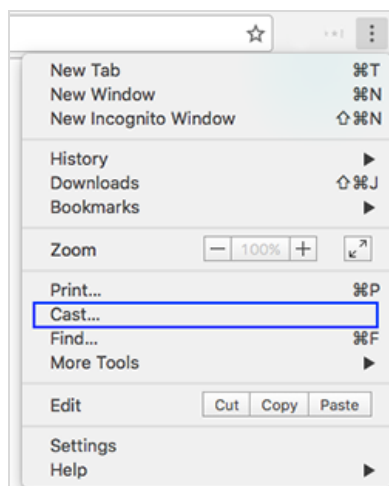 New Tab ⌘T
New Window ⌘N
New Incognito Window ⇧⌘N
History ▶
Downloads ⇧⌘J
Bookmarks ▶
Zoom − 100% +
Print... ⌘P
Cast...
Find... ⌘F
More Tools ▶
Edit Cut Copy Paste
Settings
Help ▶